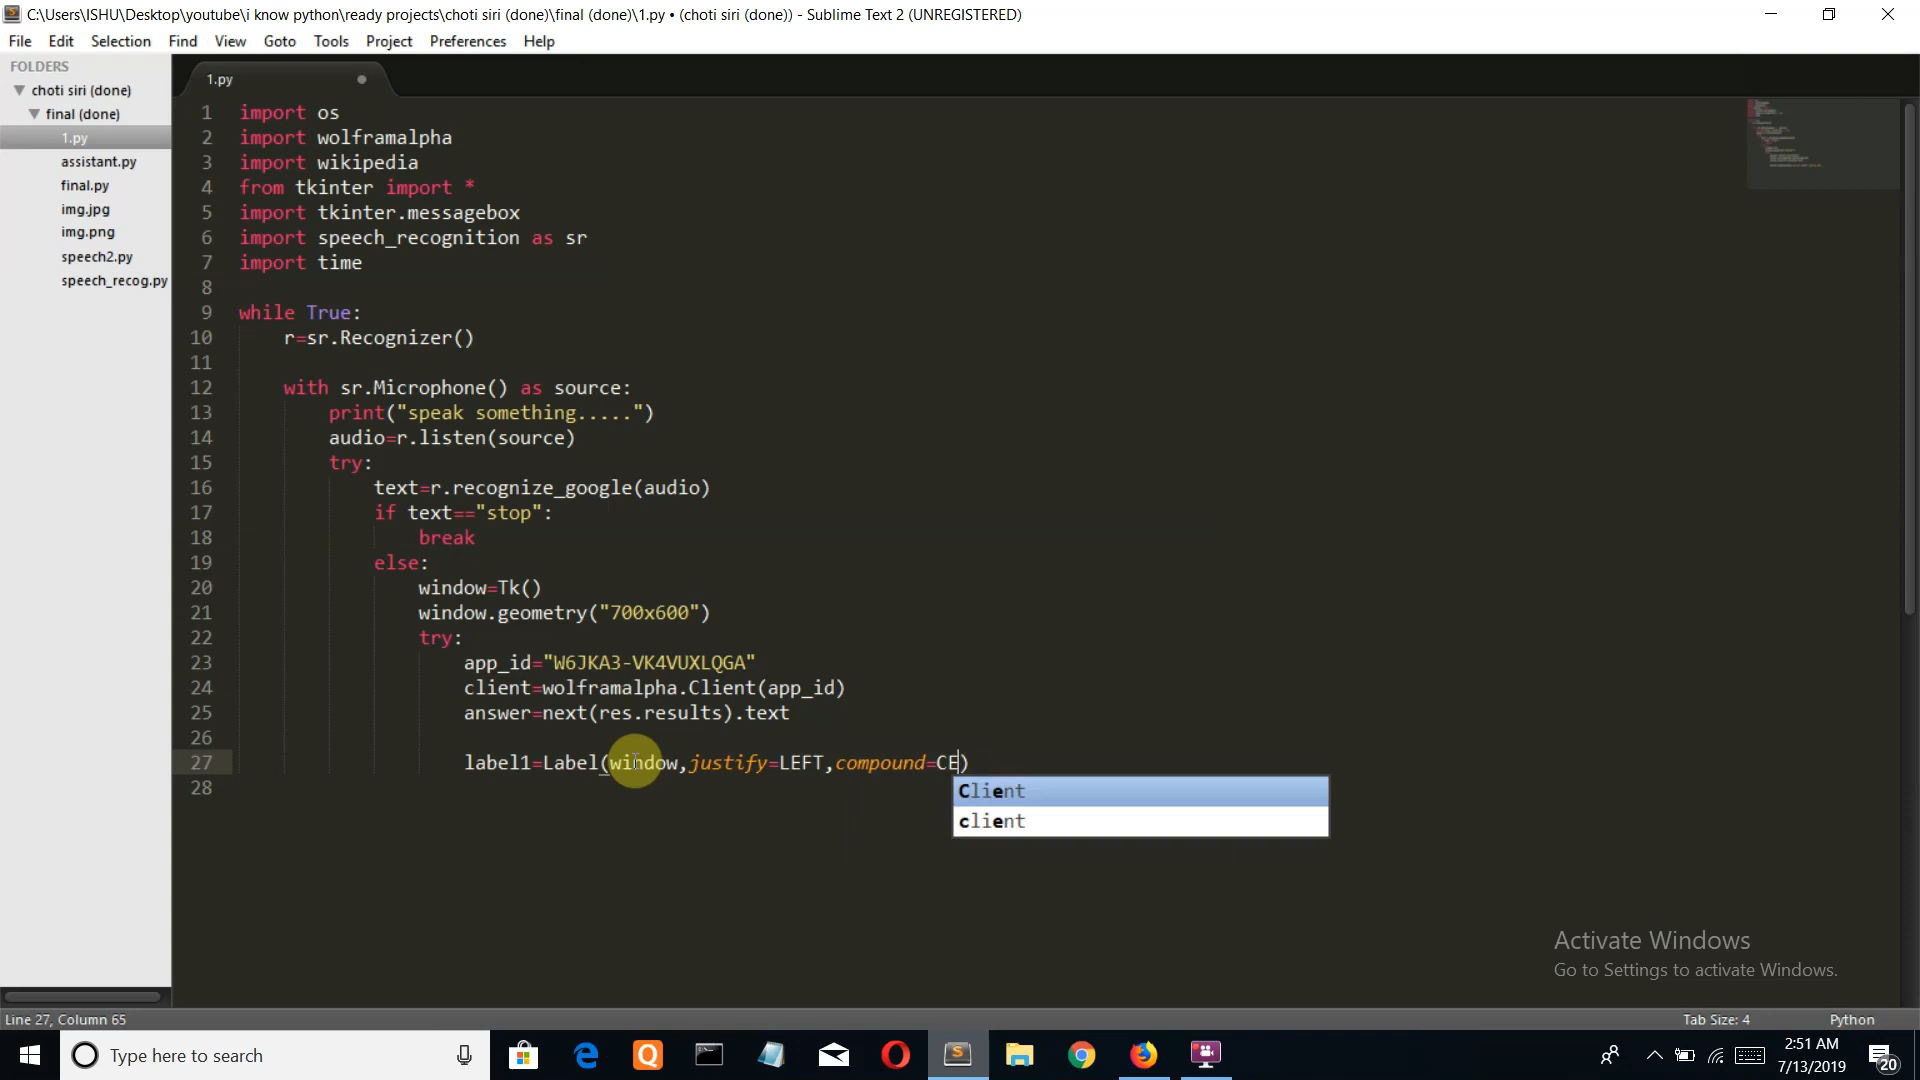 C:\Users\ISHU\Desktop\youtube\i know python\ready projects\choti siri (done)\final (done)\1.py • (choti siri (done)) - Sublime Text 2 (UNREGISTERED)
File Edit Selection Find View Goto Tools Project Preferences Help
FOLDERS
choti siri (done)
final (done)
1.py
assistant.py
final.py
img.jpg
img.png
speech2.py
speech_recog.py
1.py
1 import os
2 import wolframalpha
3 import wikipedia
4 from tkinter import *
5 import tkinter.messagebox
6 import speech_recognition as sr
7 import time
8
9 while True:
10 r=sr.Recognizer()
11
12 with sr.Microphone() as source:
13 print("speak something.....")
14 audio=r.listen(source)
15 try:
16 text=r.recognize_google(audio)
17 if text=="stop":
18 break
19 else:
20 window=Tk()
21 window.geometry("700x600")
22 try:
23 app_id="W6JKA3-VK4VUXLQGA"
24 client=wolframalpha.Client(app_id)
25 answer=next(res.results).text
26
27 label1=Label(window,justify=LEFT,compound=CE)
28
Client
client
Activate Windows
Go to Settings to activate Windows.
Line 27, Column 65 Tab Size: 4 Python
Type here to search
2:51 AM
7/13/2019
20